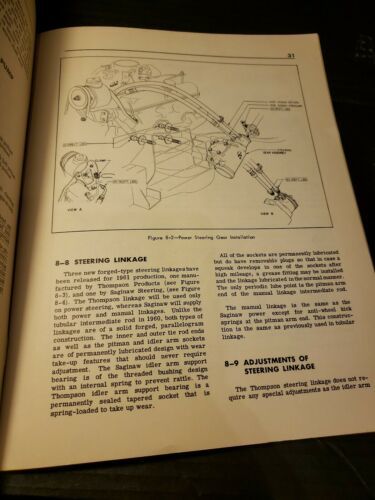 31
VIEW A
CLAMP
VIEW B
Figure 8-2—Power Steering Gear Installation
8-8 STEERING LINKAGE
Three new forged-type steering linkages have
been released for 1961 production, one manu-
factured by Thompson Products (see Figure
8-3), and one by Saginaw Steering, (see Figure
8-4). The Thompson linkage will be used only
on power steering, whereas Saginaw will supply
both power and manual linkages. Unlike the
tubular intermediate rod in 1960, both types of
linkages are of a solid forged, parallelogram
construction. The inner and outer tie rod ends
as well as the pitman and idler arm sockets
are of permanently lubricated design with wear
take-up features that should never require
adjustment. The Saginaw idler arm support
bearing is of the threaded bushing design
with an internal spring to prevent rattle. The
Thompson idler arm support bearing is a
permanently sealed tapered socket that is
spring-loaded to take up wear.
All of the sockets are permanently lubricated
but do have removable plugs so that in case a
squeak develops in one of the sockets after
high mileage, a grease fitting may be installed
and the linkage lubricated in the normal manner.
The only periodic lube point is the pitman arm
end of the manual linkage intermediate rod.
The manual linkage is the same as the
Saginaw power except for anti-wheel kick
springs at the pitman arm end. This construc-
tion is the same as previously used in tubular
linkage.
8-9 ADJUSTMENTS OF
STEERING LINKAGE
The Thompson steering linkage does not re-
quire any special adjustments as the idler arm